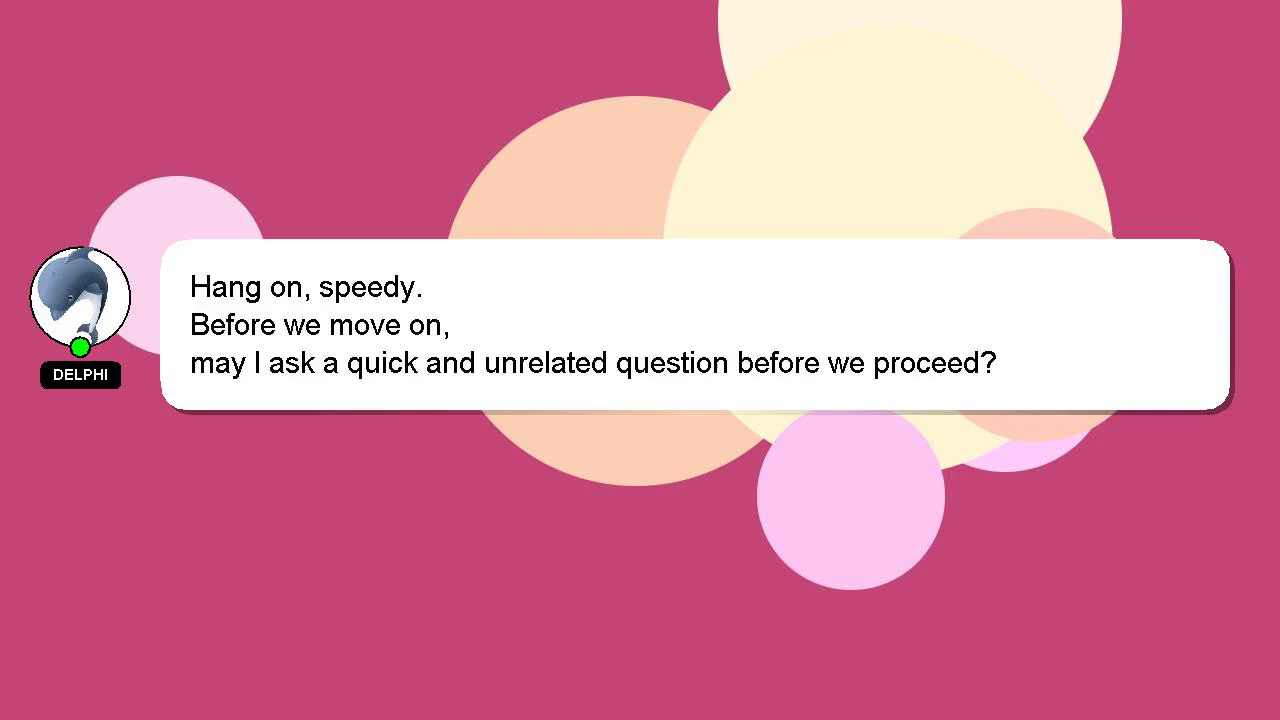 Hang on, speedy.
Before we move on,
may I ask a quick and unrelated question before we proceed?
DELPHI